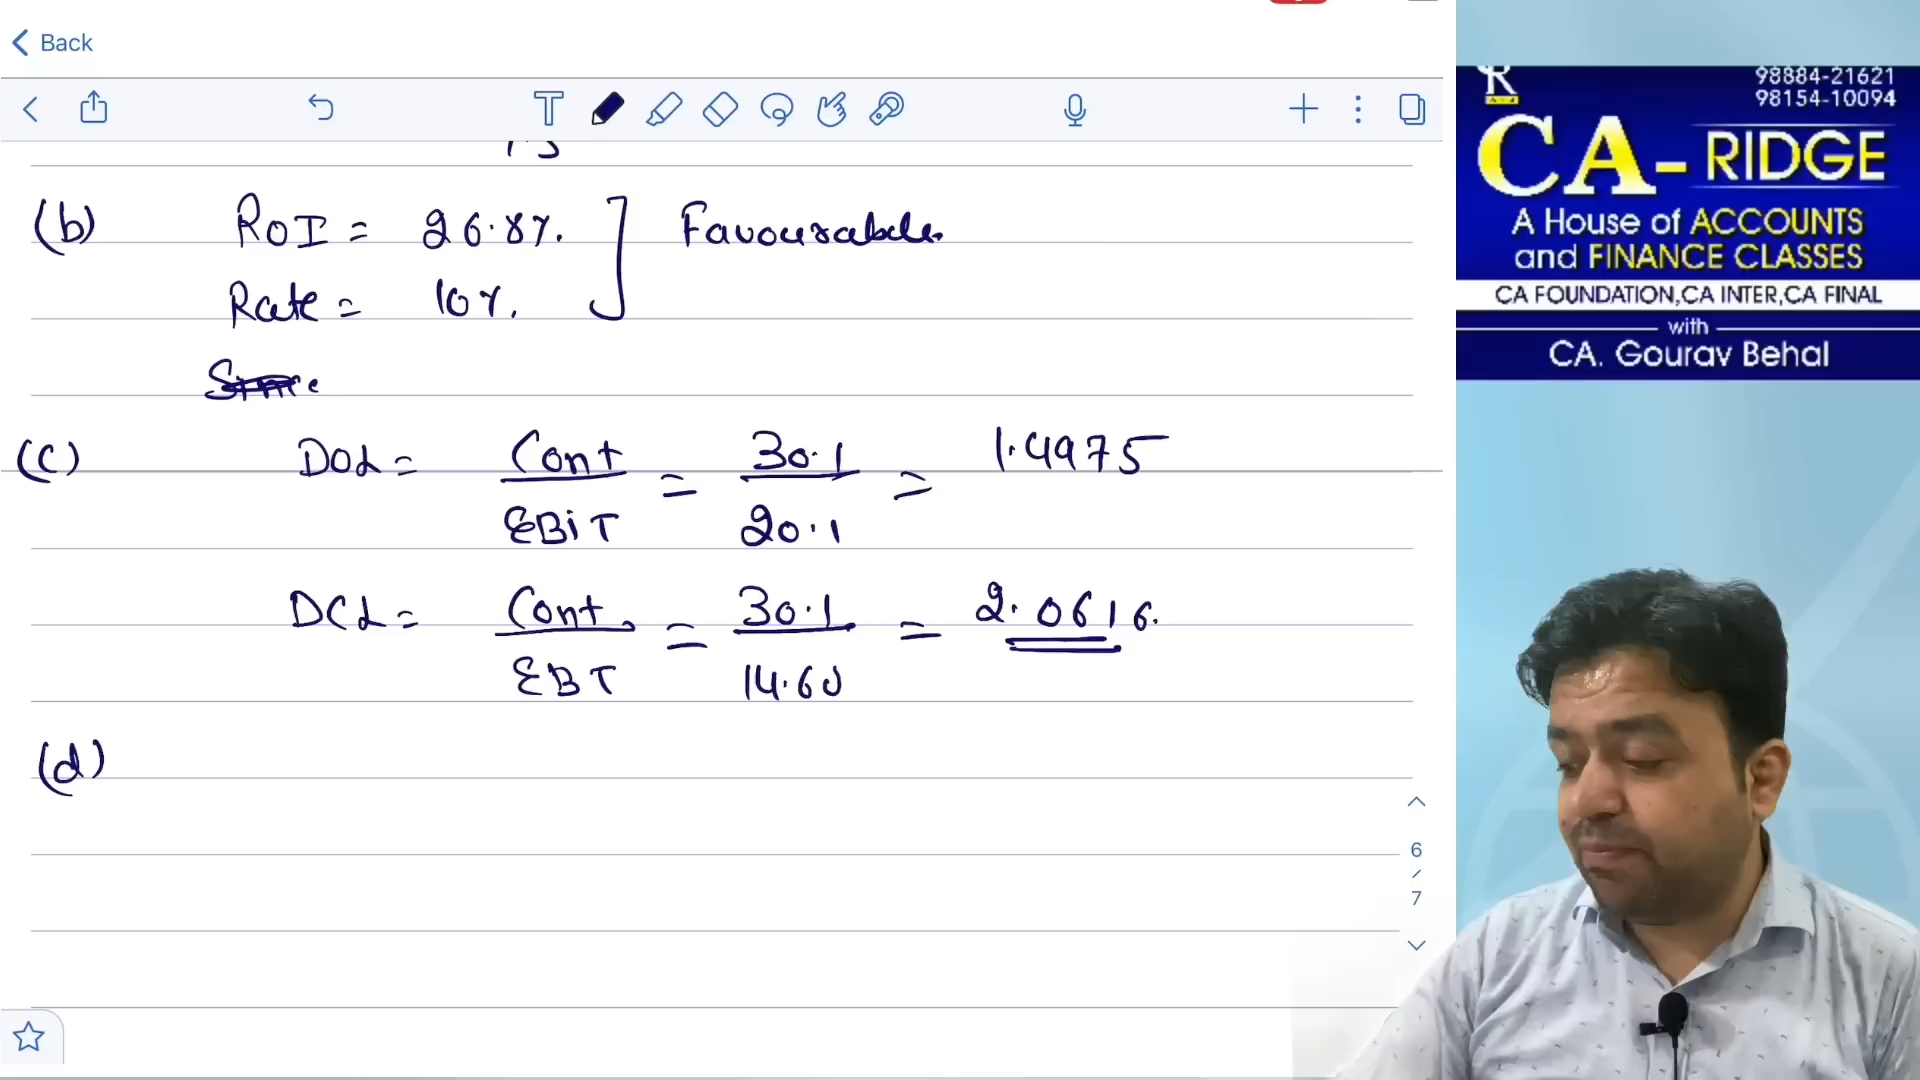 Back
(b) ROI = 26.8%. ] Favourable.
Rate = 10%.
(c) DOL = Cont / EBIT = 30.1 / 20.1 = 1.4975
DCL = Cont. / EBT = 30.1 / 14.60 = 2.0616.
(d)
6
/
7
R
98884-21621
98154-10094
CA-RIDGE
A House of ACCOUNTS
and FINANCE CLASSES
CA FOUNDATION,CA INTER,CA FINAL
with
CA. Gourav Behal